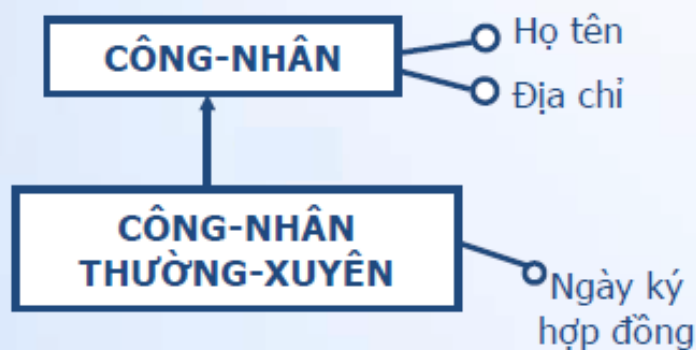 Họ tên
CÔNG-NHÂN
Địa chỉ
CÔNG-NHÂN
THƯỜNG-XUYÊN
Ngày ký
hợp đồng